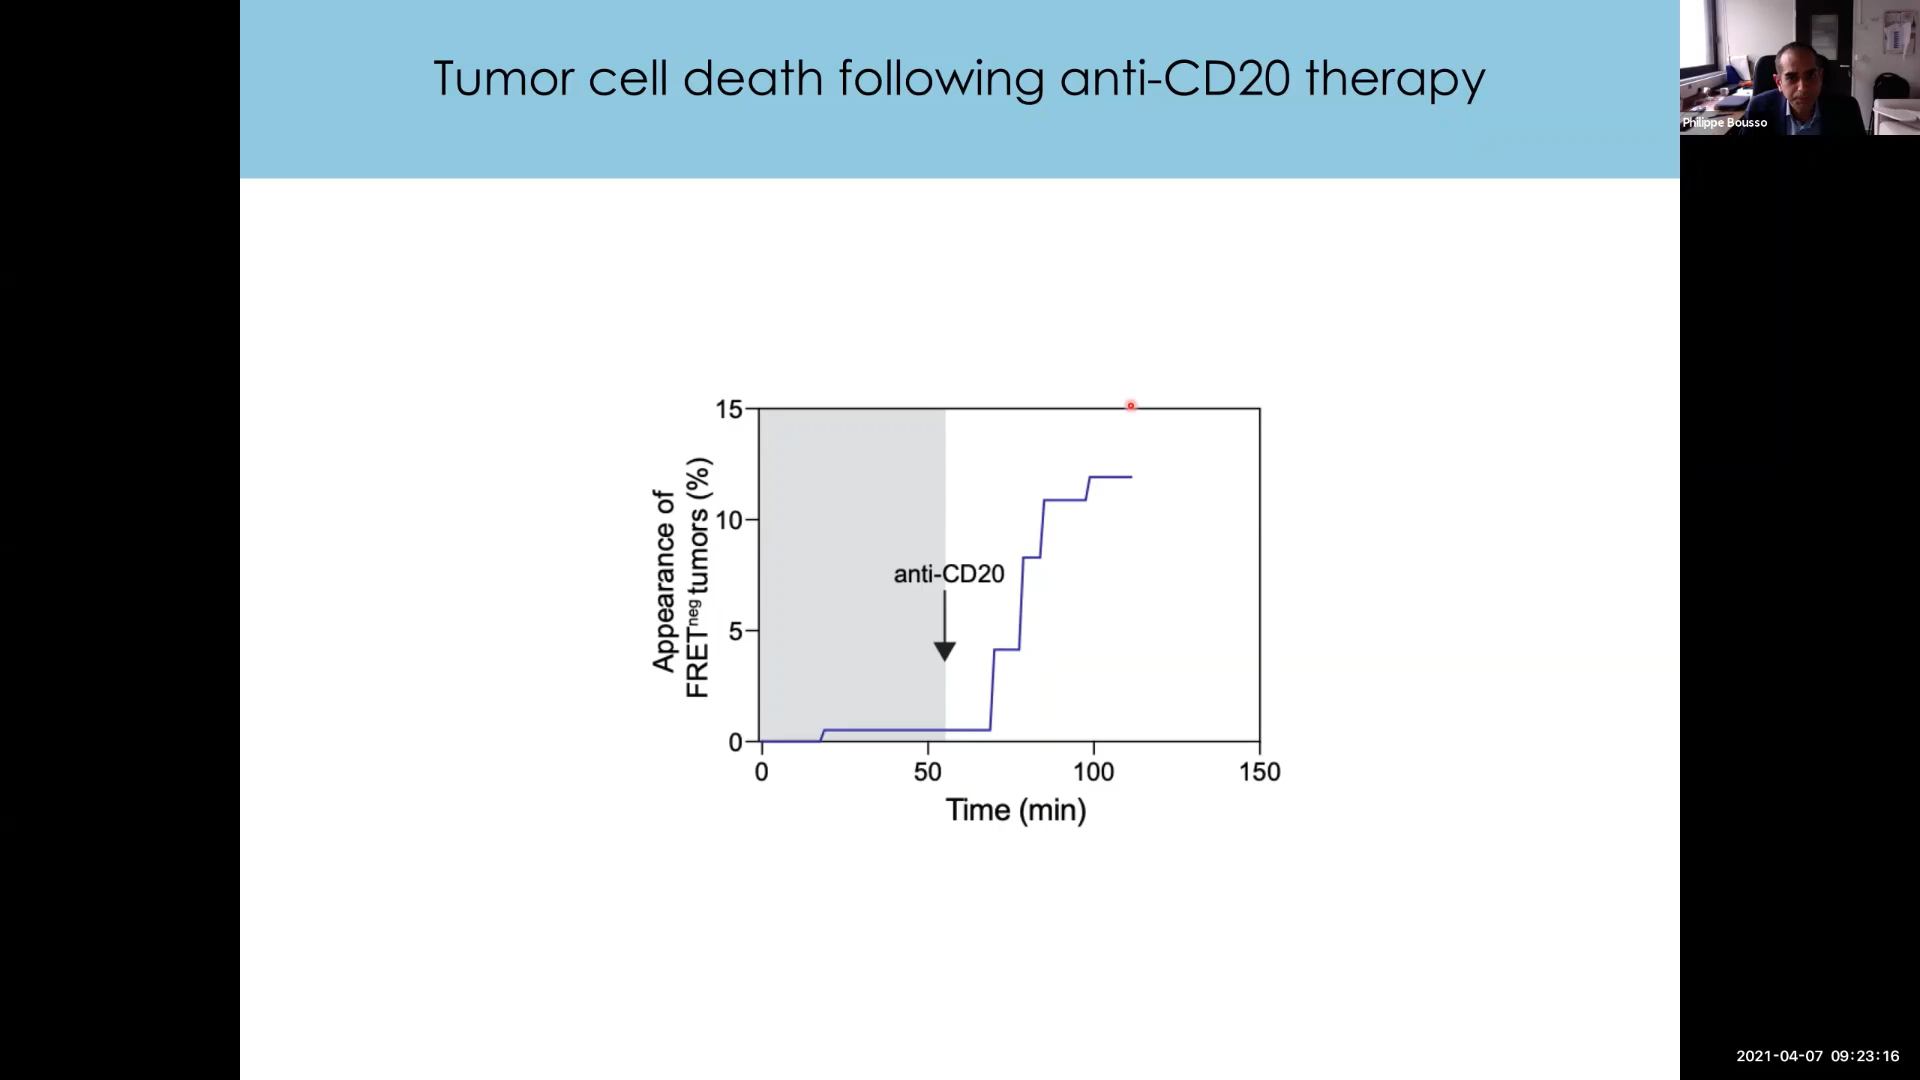 Tumor cell death following anti-CD20 therapy
Philippe Bousso
Appearance of
FRETneg tumors (%)
15
10
5
0
anti-CD20
0 50 100 150
Time (min)
2021-04-07 09:23:16